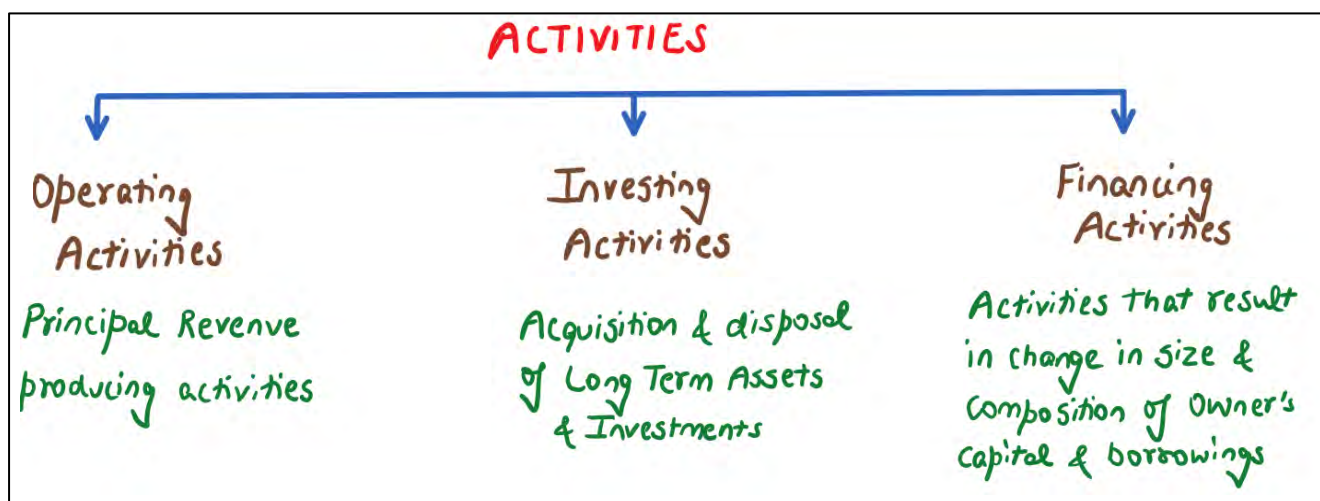 ACTIVITIES
Operating
Activities
Principal Revenue
producing activities
Investing
Activities
Acquisition & disposal
of Long Term Assets
& Investments
Financing
Activities
Activities that result
in change in size &
composition of Owner's
capital & borrowings